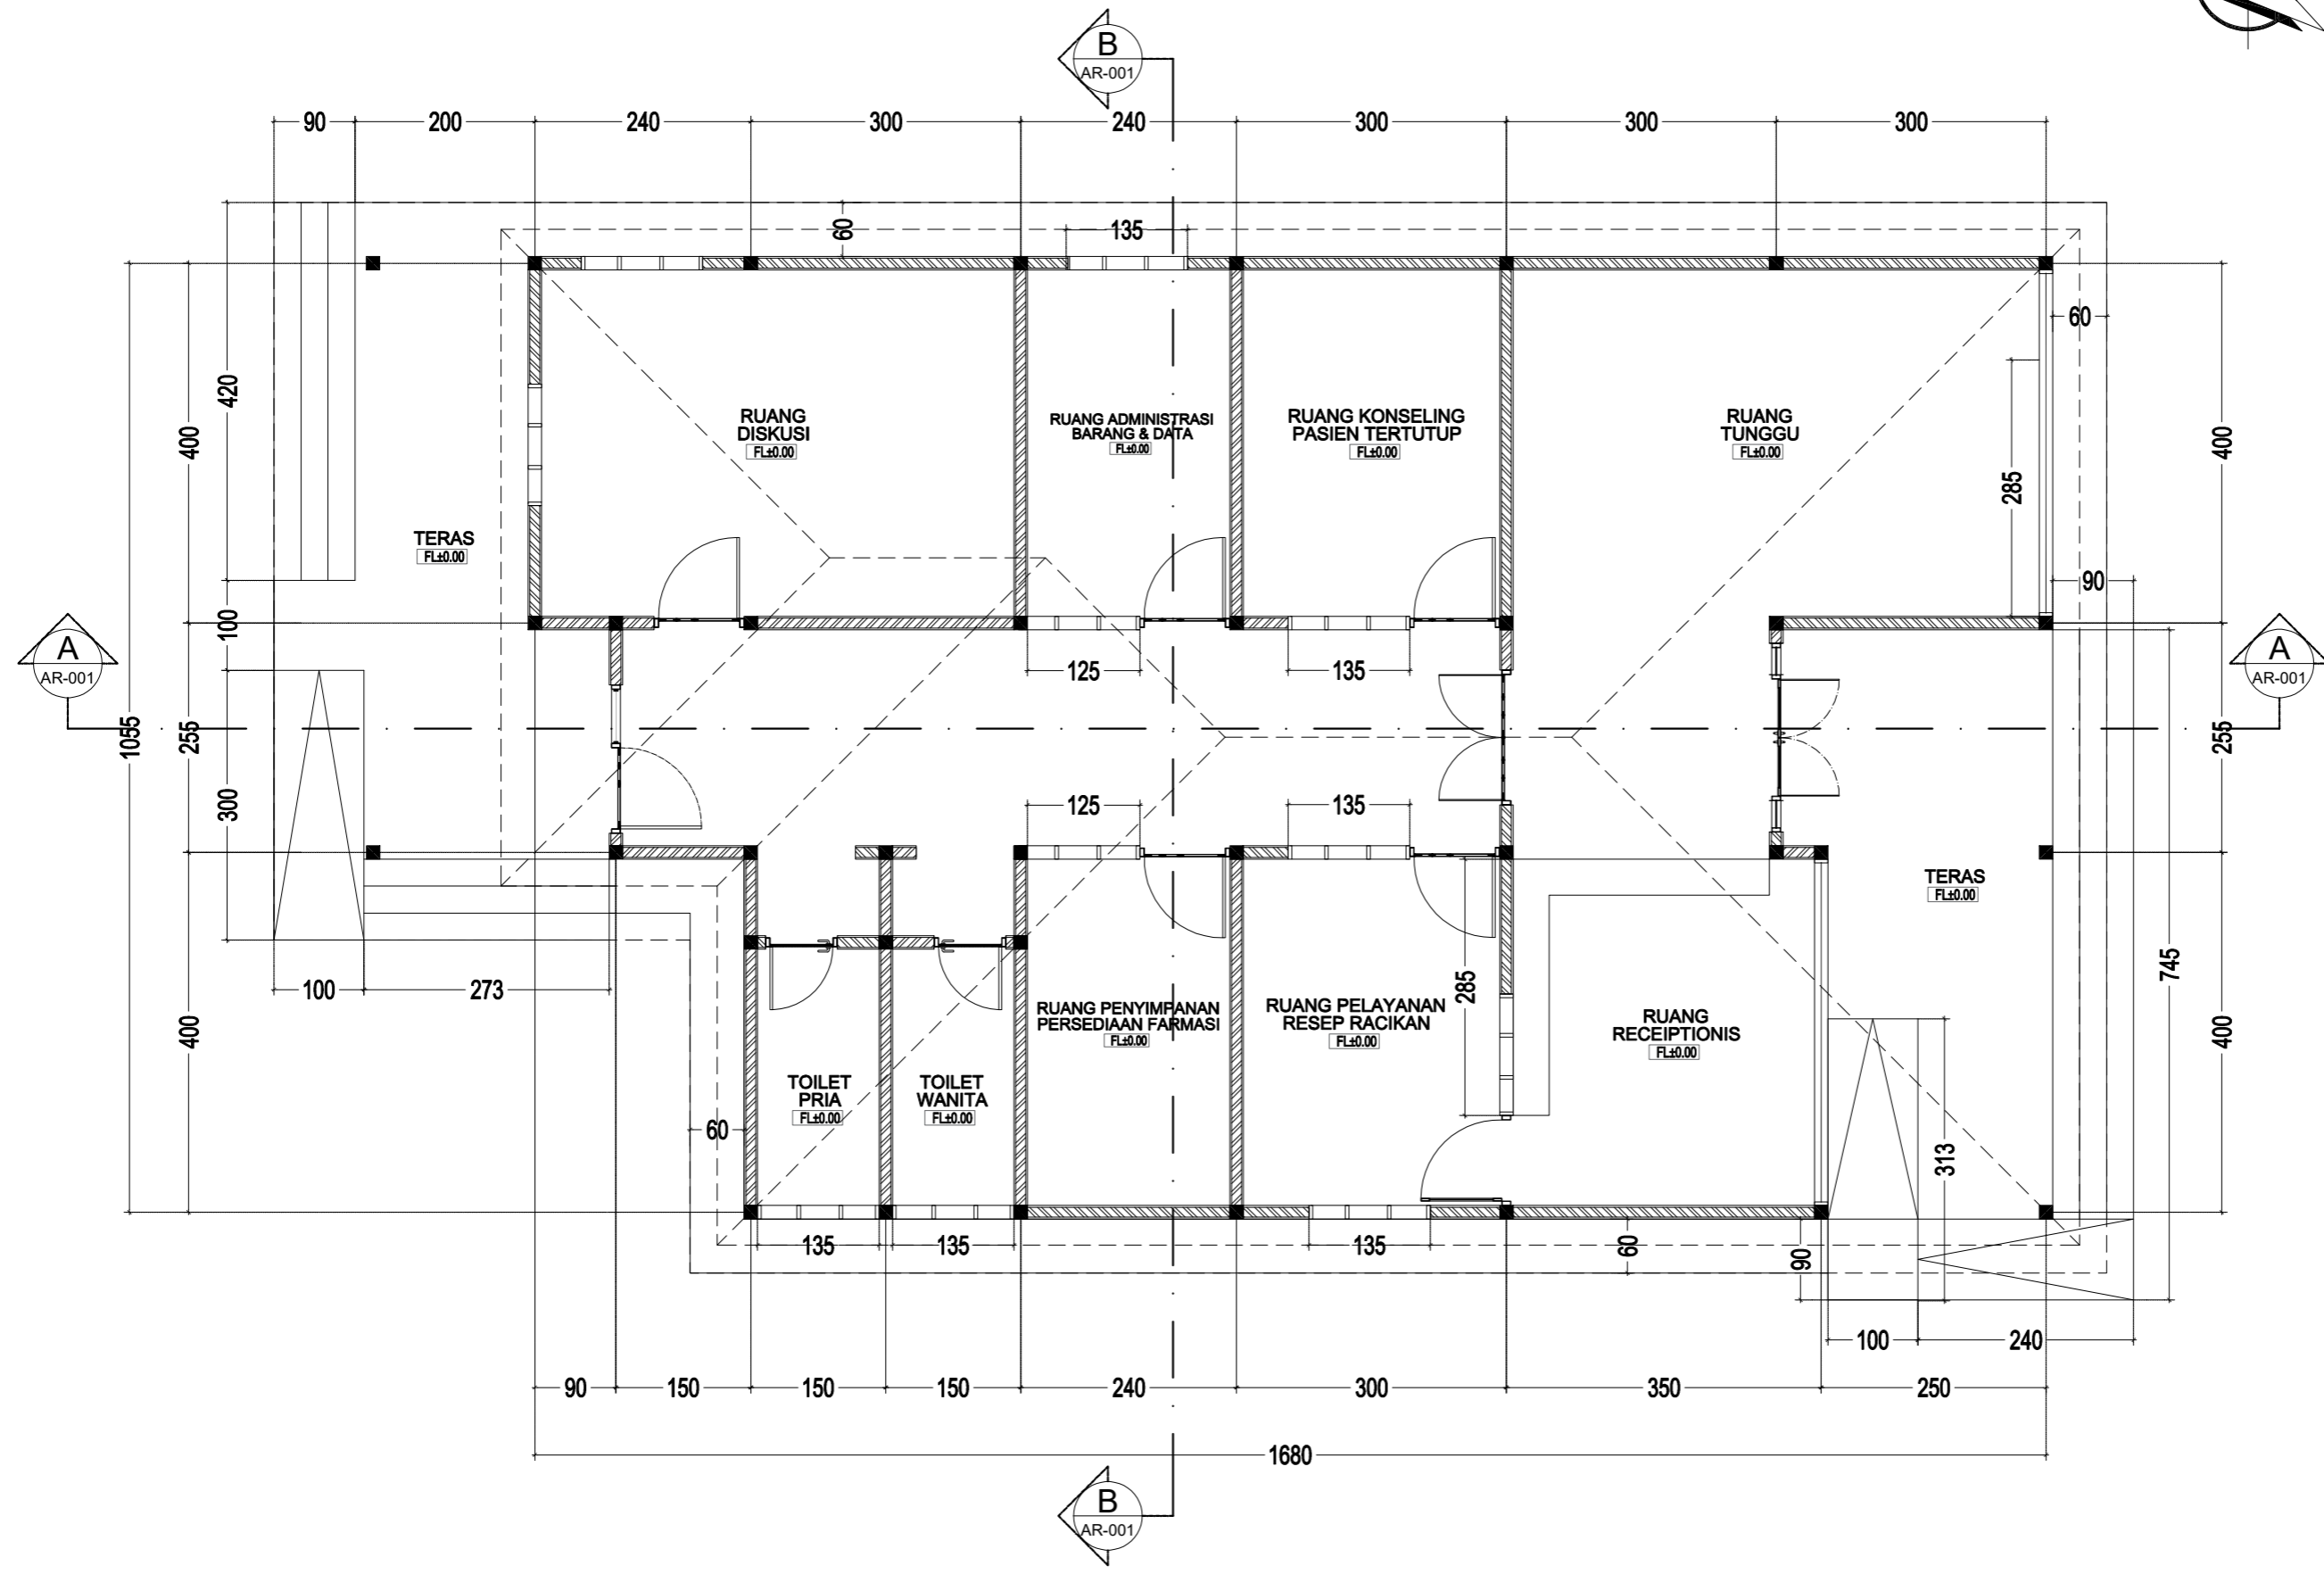 B
AR-001
90
200
240
300
240
300
300
300
60
135
60
RUANG
DISKUSI
FL±0.00
RUANG ADMINISTRASI
BARANG & DATA
FL±0.00
RUANG KONSELING
PASIEN TERTUTUP
FL±0.00
RUANG
TUNGGU
FL±0.00
420
400
285
400
TERAS
FL±0.00
90
100
A
AR-001
125
135
A
AR-001
1055
255
255
300
125
135
TERAS
FL±0.00
100
273
285
745
400
RUANG PENYIMPANAN
PERSEDIAAN FARMASI
FL±0.00
RUANG PELAYANAN
RESEP RACIKAN
FL±0.00
RUANG
RECEIPTIONIS
FL±0.00
400
TOILET
PRIA
FL±0.00
TOILET
WANITA
FL±0.00
60
313
135
135
135
60
90
100
240
90
150
150
150
240
300
350
250
1680
B
AR-001